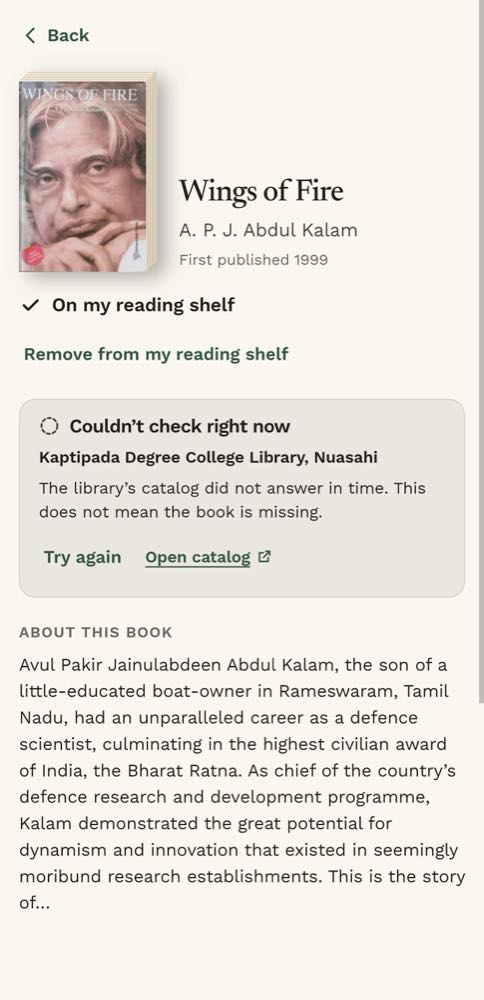 Back
WINGS OF FIRE
Wings of Fire
A. P. J. Abdul Kalam
First published 1999
On my reading shelf
Remove from my reading shelf
Couldn’t check right now
Kaptipada Degree College Library, Nuasahi
The library’s catalog did not answer in time. This
does not mean the book is missing.
Try again
Open catalog
ABOUT THIS BOOK
Avul Pakir Jainulabdeen Abdul Kalam, the son of a
little-educated boat-owner in Rameswaram, Tamil
Nadu, had an unparalleled career as a defence
scientist, culminating in the highest civilian award
of India, the Bharat Ratna. As chief of the country’s
defence research and development programme,
Kalam demonstrated the great potential for
dynamism and innovation that existed in seemingly
moribund research establishments. This is the story
of...